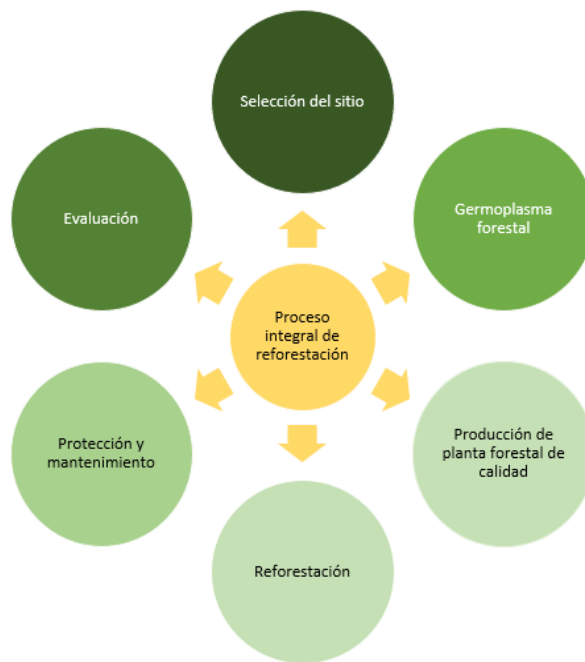 Selección del sitio
Germoplasma
forestal
Producción de
planta forestal de
calidad
Reforestación
Protección y
mantenimiento
Evaluación
Proceso
integral de
reforestación